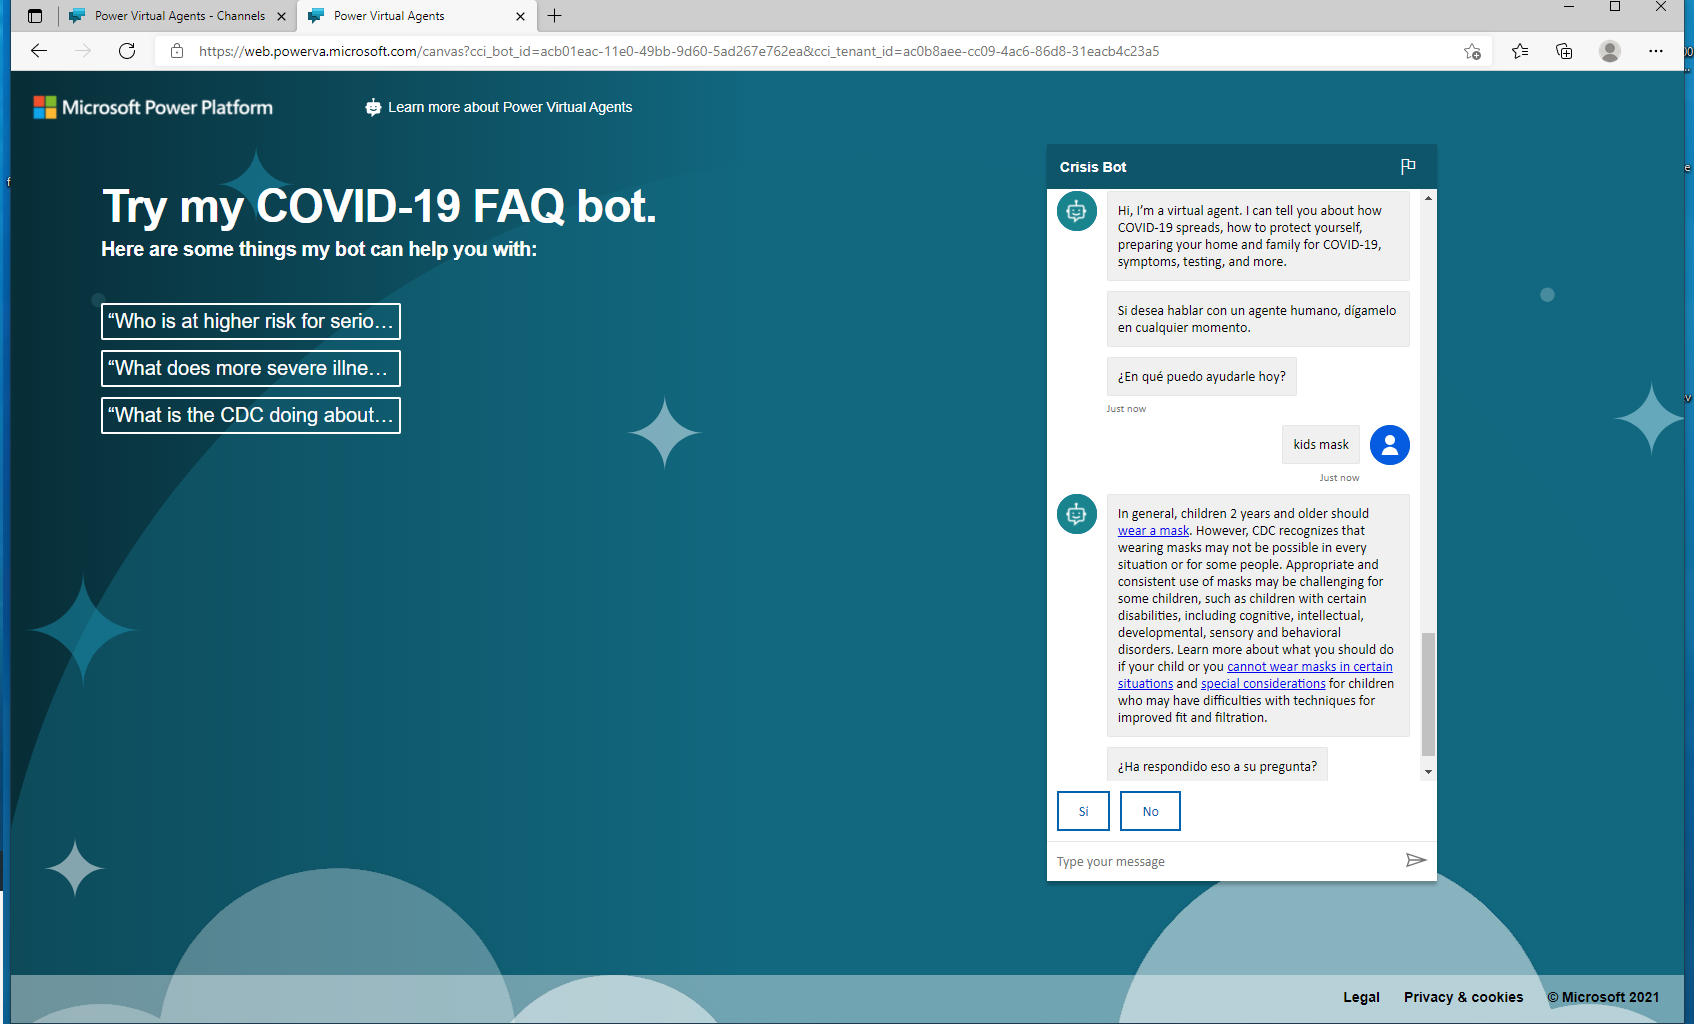 Power Virtual Agents - Channels
Power Virtual Agents
https://web.powerva.microsoft.com/canvas?cci_bot_id=acb01eac-11e0-49bb-9d60-5ad267e762ea&cci_tenant_id=ac0b8aee-cc09-4ac6-86d8-31eacb4c23a5
Microsoft Power Platform
Learn more about Power Virtual Agents
Try my COVID-19 FAQ bot.
Here are some things my bot can help you with:
“Who is at higher risk for serio...
“What does more severe illne...
“What is the CDC doing about...
Crisis Bot
Hi, I’m a virtual agent. I can tell you about how
COVID-19 spreads, how to protect yourself,
preparing your home and family for COVID-19,
symptoms, testing, and more.
Si desea hablar con un agente humano, dígamelo
en cualquier momento.
¿En qué puedo ayudarle hoy?
Just now
kids mask
Just now
In general, children 2 years and older should
wear a mask. However, CDC recognizes that
wearing masks may not be possible in every
situation or for some people. Appropriate and
consistent use of masks may be challenging for
some children, such as children with certain
disabilities, including cognitive, intellectual,
developmental, sensory and behavioral
disorders. Learn more about what you should do
if your child or you cannot wear masks in certain
situations and special considerations for children
who may have difficulties with techniques for
improved fit and filtration.
¿Ha respondido eso a su pregunta?
Sí
No
Type your message
Legal
Privacy & cookies
© Microsoft 2021